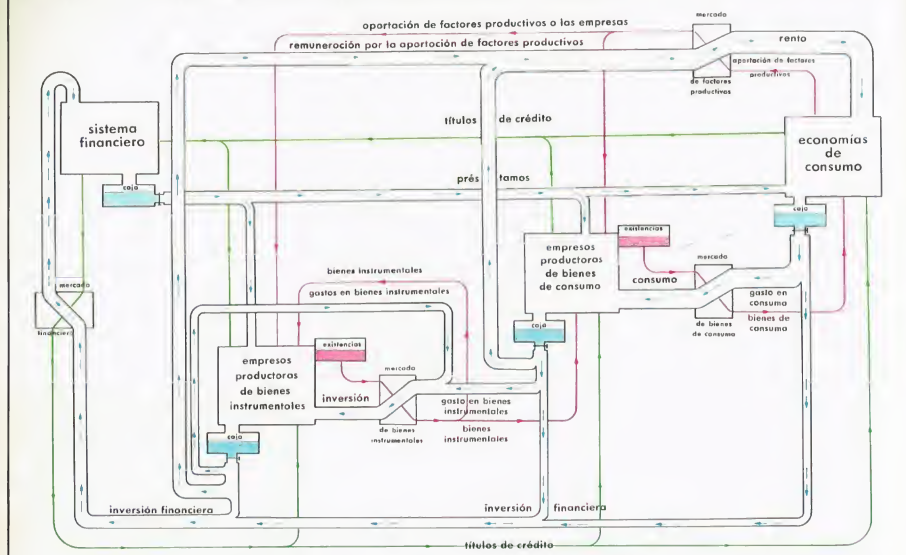 aportación de factores productivos a las empresas
remuneración por la aportación de factores productivos
mercado
de factores
productivos
renta
aportación de factores
productivos
sistema
financiero
caja
títulos de crédito
economías
de
consumo
caja
préstamos
empresas
productoras
de bienes
de consumo
caja
existencias
consumo
mercado
de bienes
de consumo
gasto en
consumo
bienes de
consumo
mercado
financiero
bienes instrumentales
gastos en bienes instrumentales
empresas
productoras
de bienes
instrumentales
caja
existencias
inversión
mercado
de bienes
instrumentales
gasto en bienes
instrumentales
bienes
instrumentales
inversión financiera
inversión financiera
títulos de crédito